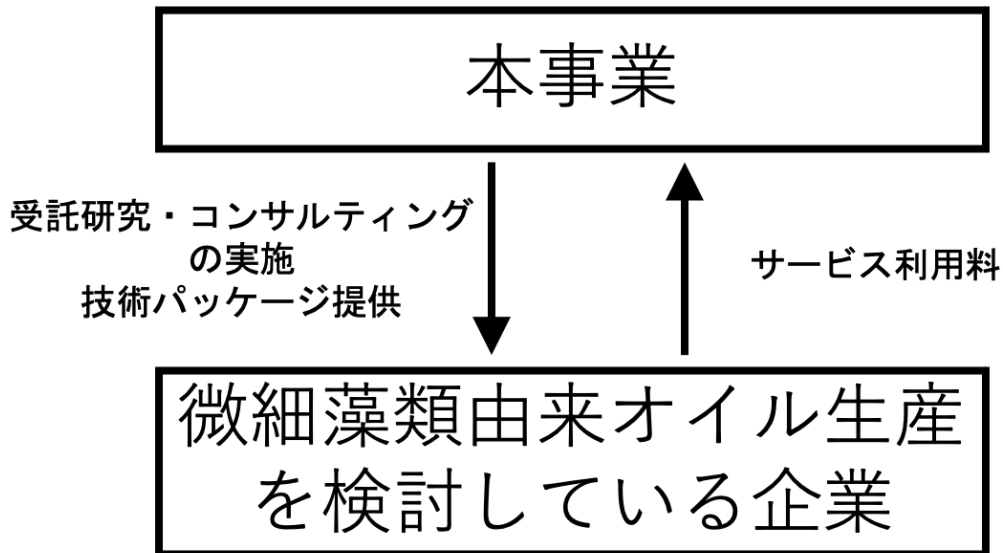 本事業
受託研究・コンサルティング
の実施
技術パッケージ提供
サービス利用料
微細藻類由来オイル生産
を検討している企業